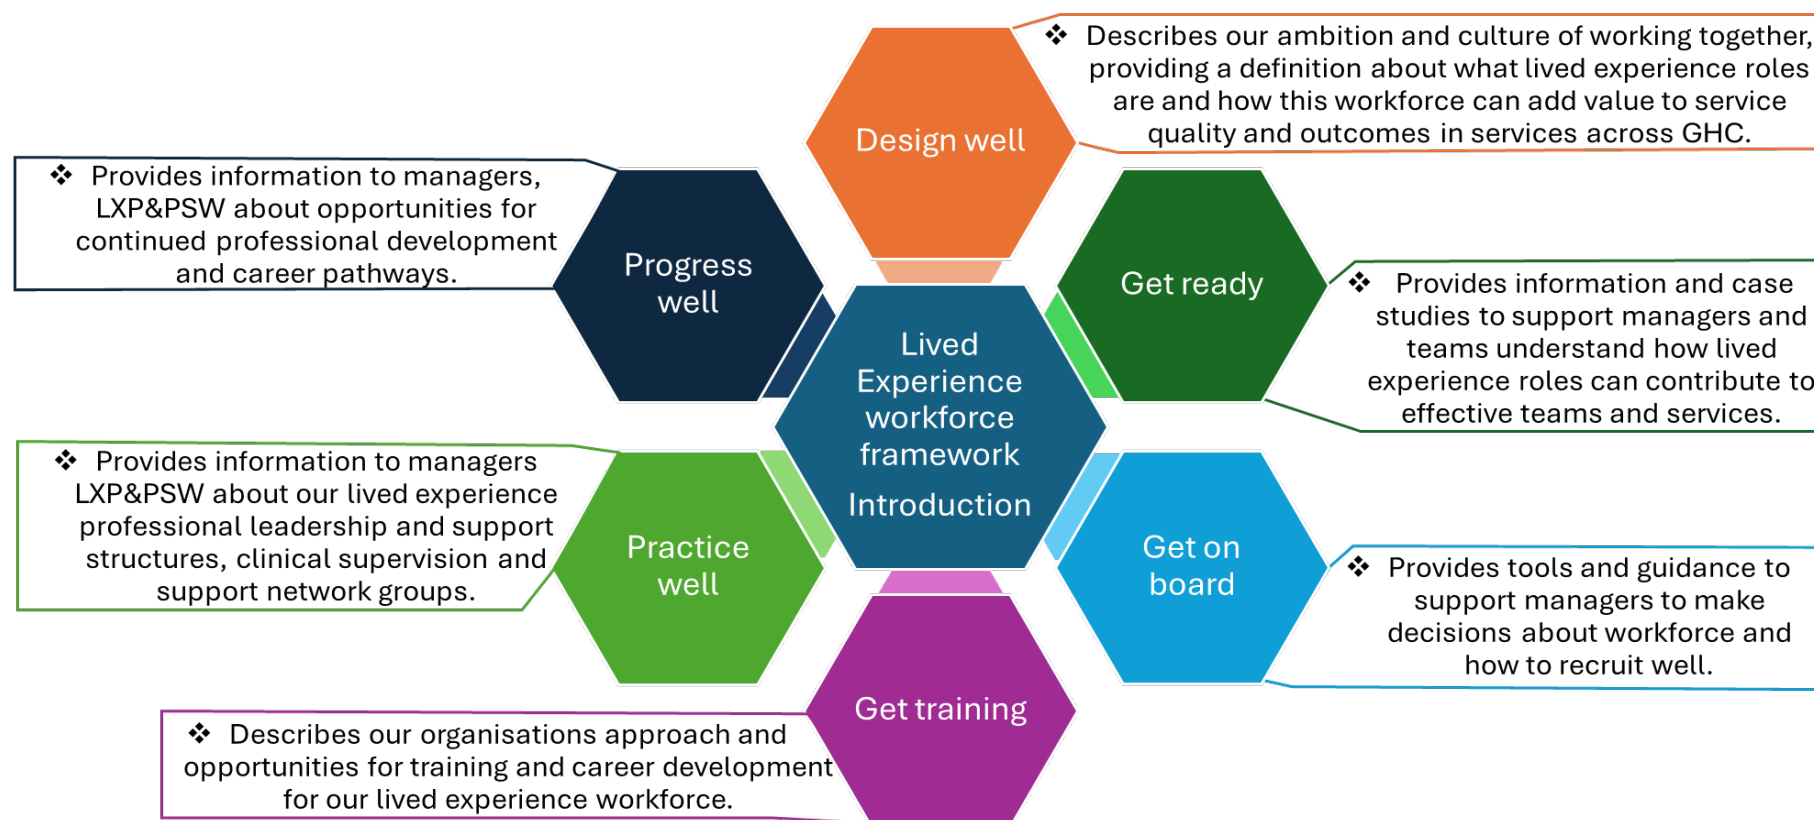 Design well
❖ Describes our ambition and culture of working together,
providing a definition about what lived experience roles
are and how this workforce can add value to service
quality and outcomes in services across GHC.
Get ready
❖ Provides information and case
studies to support managers and
teams understand how lived
experience roles can contribute to
effective teams and services.
Get on
board
❖ Provides tools and guidance to
support managers to make
decisions about workforce and
how to recruit well.
Get training
❖ Describes our organisations approach and
opportunities for training and career development
for our lived experience workforce.
Practice
well
❖ Provides information to managers
LXP&PSW about our lived experience
professional leadership and support
structures, clinical supervision and
support network groups.
Progress
well
❖ Provides information to managers,
LXP&PSW about opportunities for
continued professional development
and career pathways.
Lived
Experience
workforce
framework
Introduction